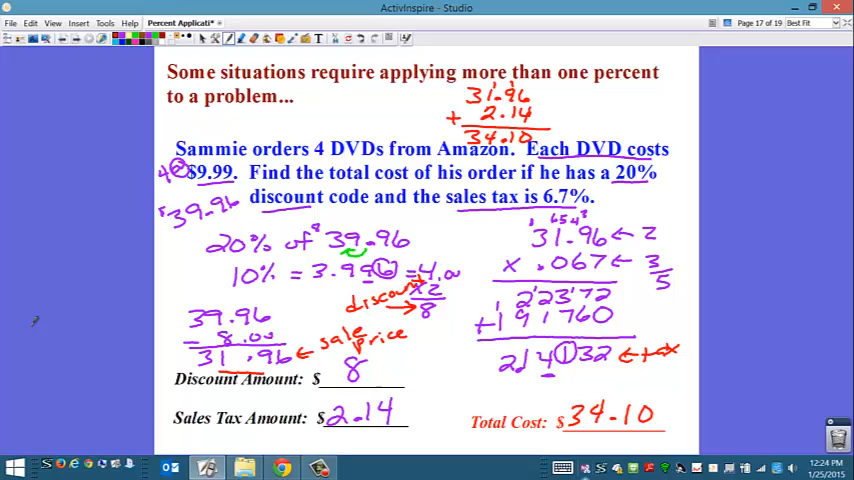 ActivInspire - Studio
File Edit View Insert Tools Help Percent Applicati* Page 17 of 19 Best Fit
Some situations require applying more than one percent
to a problem...
31.96
+ 2.14
34.10
Sammie orders 4 DVDs from Amazon. Each DVD costs
$9.99. Find the total cost of his order if he has a 20%
discount code and the sales tax is 6.7%.
$39.96
20% of 39.96
10% = 3.996 = 4.00
x2
8
discount
39.96
- 8.00
31.96
sale
price
31.96 ← 2
x .067 ← 3
5
22372
+191760
2.14132 ← tax
Discount Amount: $ 8
Sales Tax Amount: $ 2.14
Total Cost: $ 34.10
12:24 PM
1/25/2015